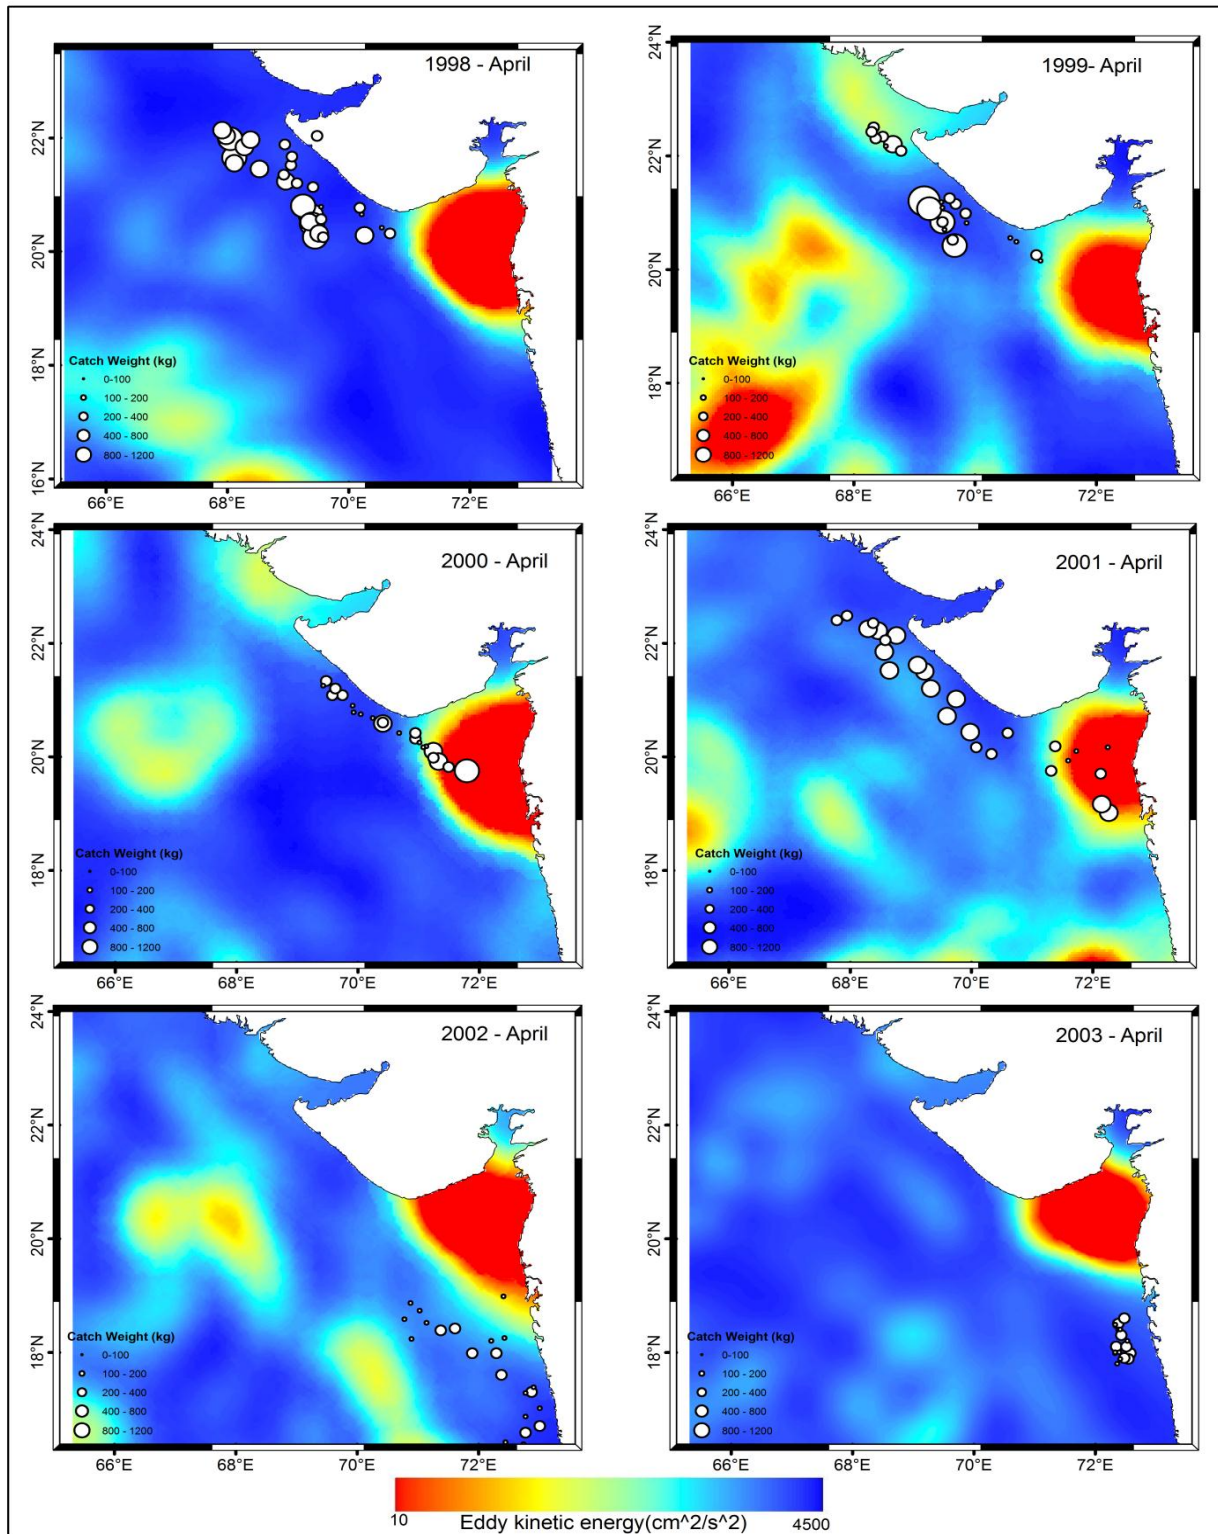 1998 - April
22°N
20°N
18°N
16°N
Catch Weight (kg)
0-100
100 - 200
200 - 400
400 - 800
800 - 1200
66°E
68°E
70°E
72°E
1999- April
24°N
22°N
20°N
18°N
Catch Weight (kg)
0-100
100 - 200
200 - 400
400 - 800
800 - 1200
66°E
68°E
70°E
72°E
2000 - April
24°N
22°N
20°N
18°N
Catch Weight (kg)
0-100
100 - 200
200 - 400
400 - 800
800 - 1200
66°E
68°E
70°E
72°E
2001 - April
24°N
22°N
20°N
18°N
Catch Weight (kg)
0-100
100 - 200
200 - 400
400 - 800
800 - 1200
66°E
68°E
70°E
72°E
2002 - April
24°N
22°N
20°N
18°N
Catch Weight (kg)
0-100
100 - 200
200 - 400
400 - 800
800 - 1200
66°E
68°E
70°E
72°E
2003 - April
24°N
22°N
20°N
18°N
Catch Weight (kg)
0-100
100 - 200
200 - 400
400 - 800
800 - 1200
66°E
68°E
70°E
72°E
10
Eddy kinetic energy(cm^2/s^2)
4500